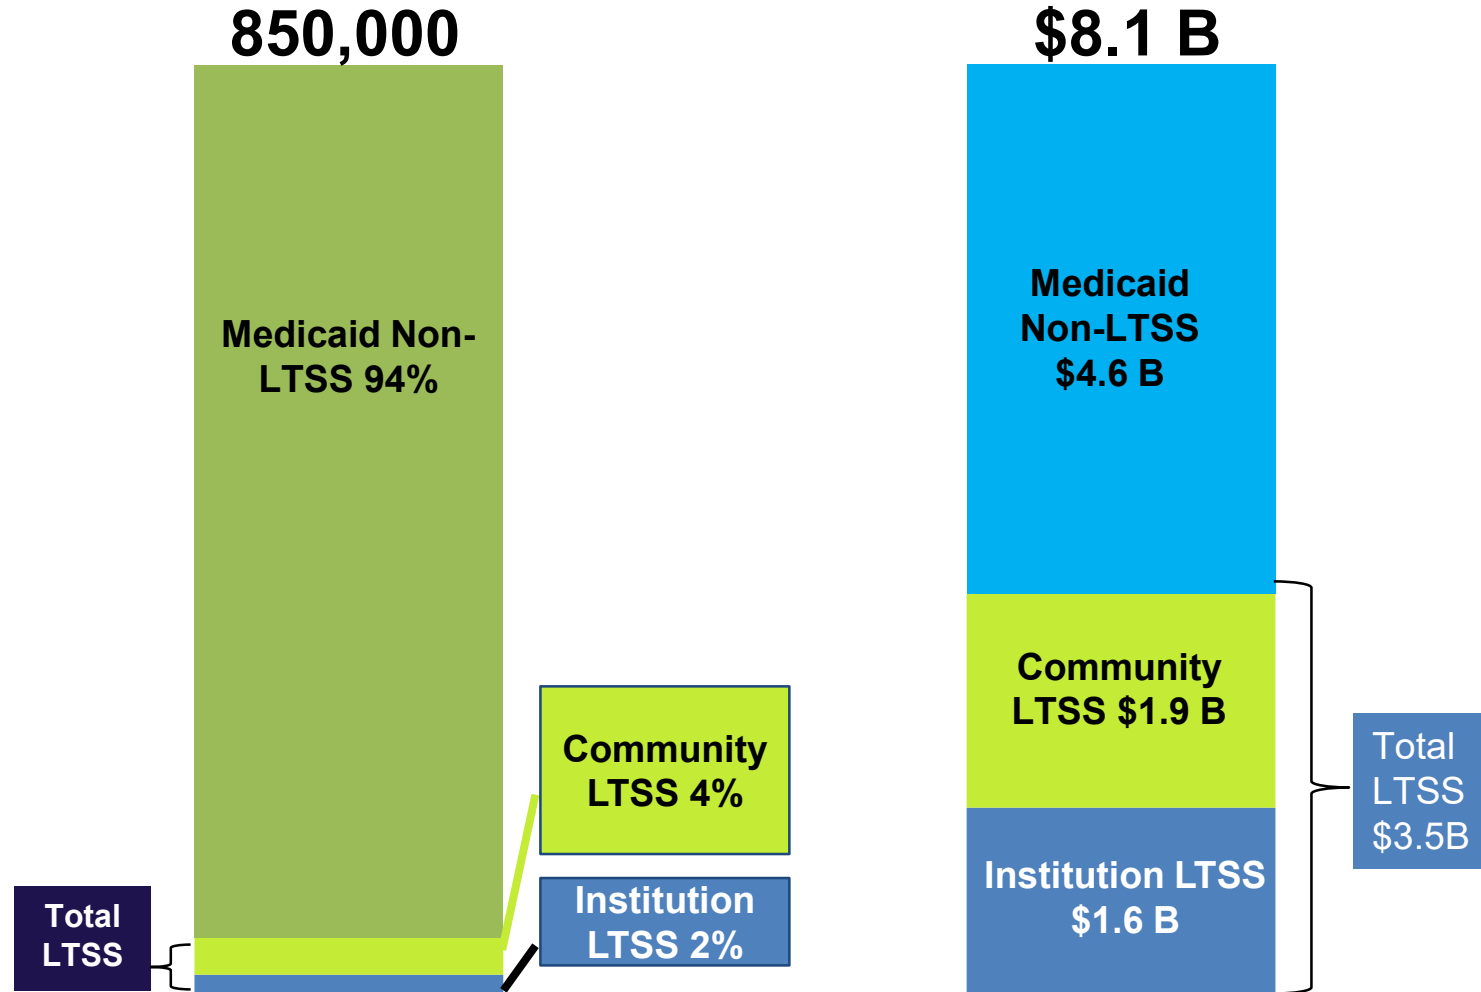 850,000
$8.1 B
Medicaid Non-
LTSS 94%
Community
LTSS 4%
Institution
LTSS 2%
Total
LTSS
Medicaid
Non-LTSS
$4.6 B
Community
LTSS $1.9 B
Institution LTSS
$1.6 B
Total
LTSS
$3.5B